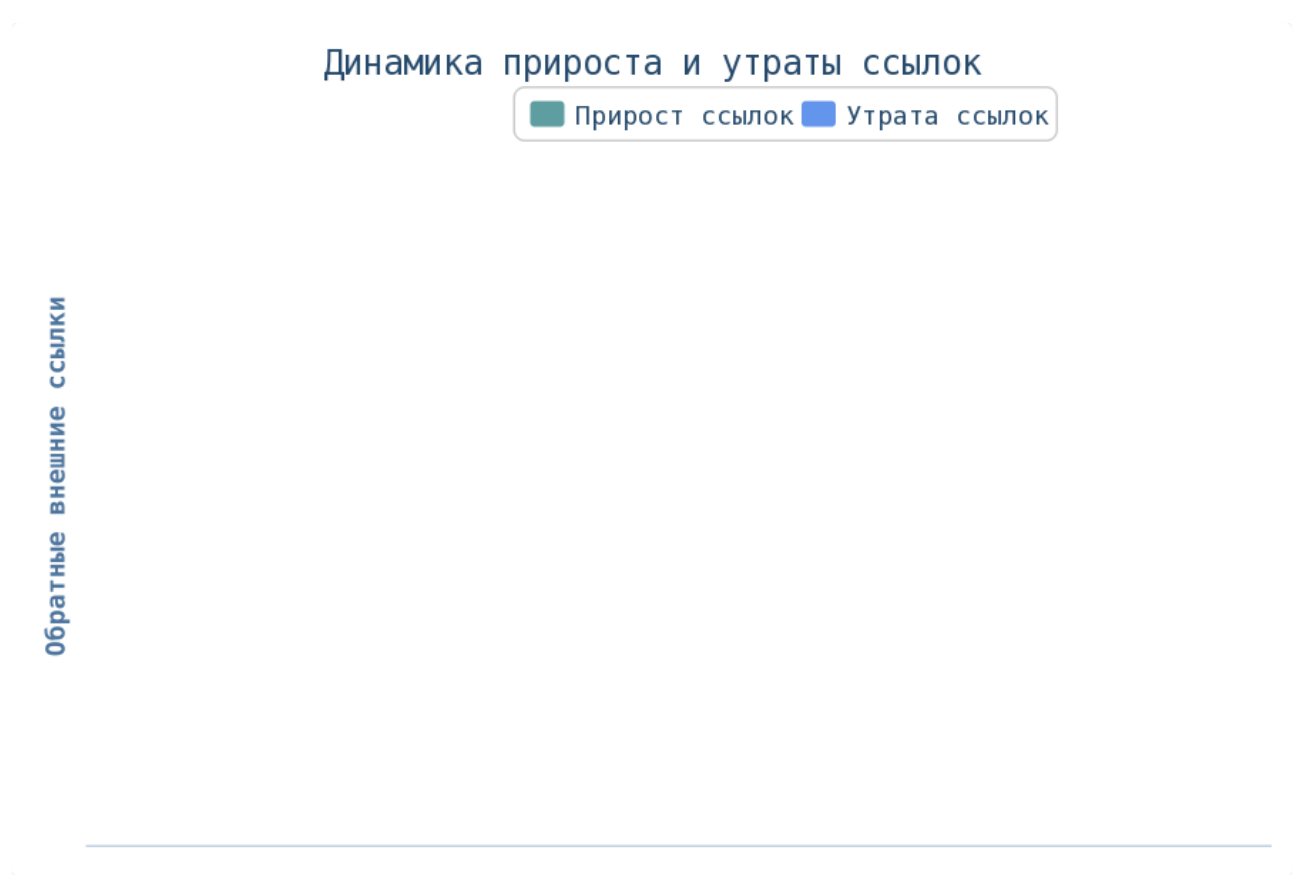 Динамика прироста и утраты ссылок
Прирост ссылок Утрата ссылок
Обратные внешние ссылки